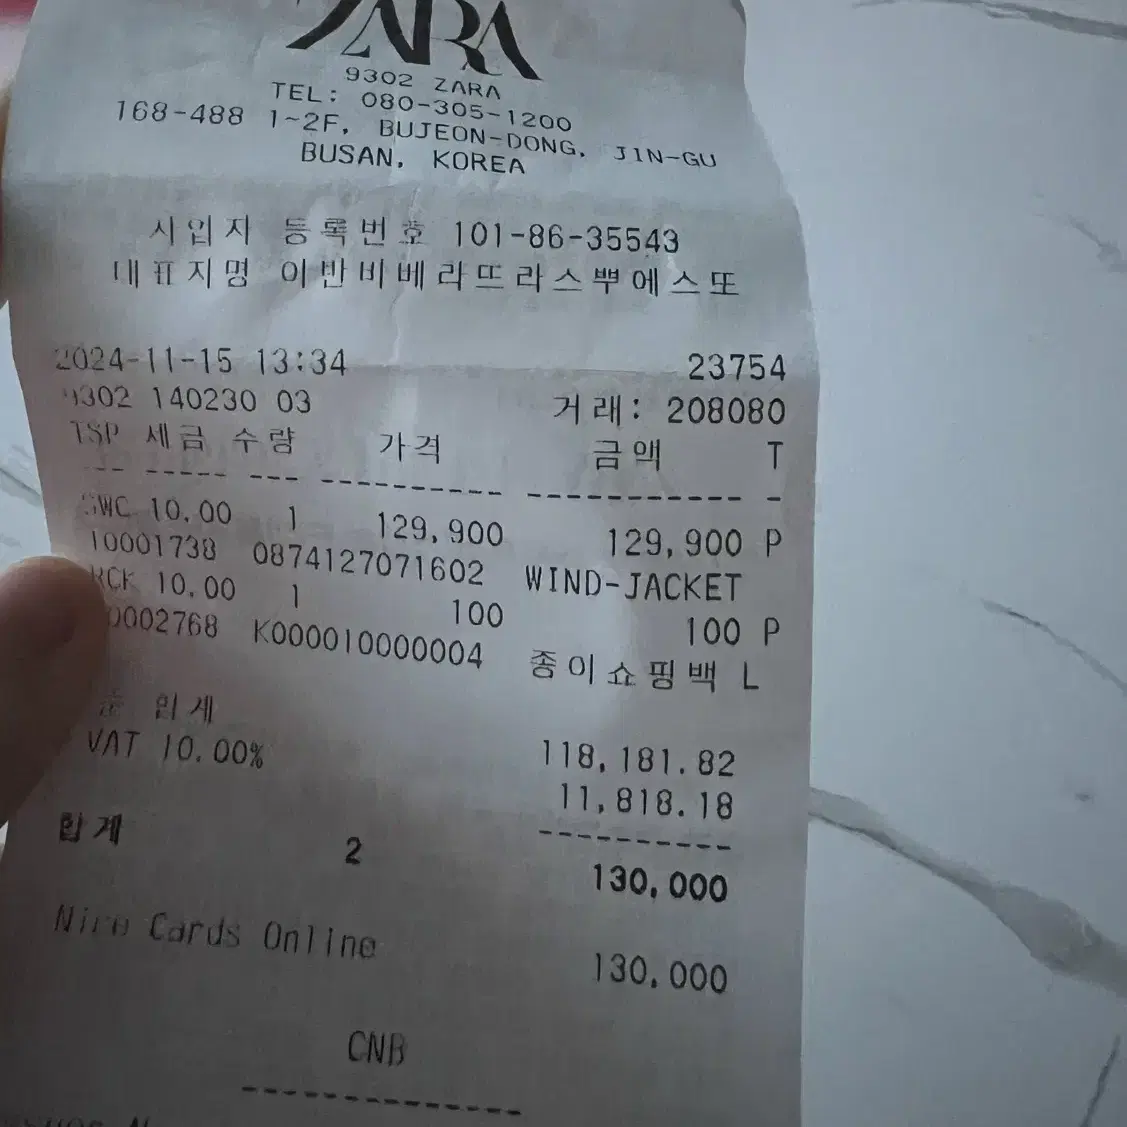 ZARA
9302 ZARA
TEL: 080-305-1200
168-488 1~2F, BUJEON-DONG, JIN-GU
BUSAN, KOREA
사업자 등록번호 101-86-35543
대표자명 이반비베라뜨라스뿌에스또
2024-11-15 13:34 23754
9302 140230 03 거래: 208080
TSP 세금 수량 가격 금액 T
--- ----- --- ---------- ----------- -
SWC 10.00 1 129,900 129,900 P
10001738 0874127071602 WIND-JACKET
RCK 10.00 1 100 100 P
0002768 K000010000004 종이쇼핑백 L
합계 118,181.82
VAT 10.00% 11,818.18
----------
합계 2 130,000
Cards Online 130,000
CNB
--------------